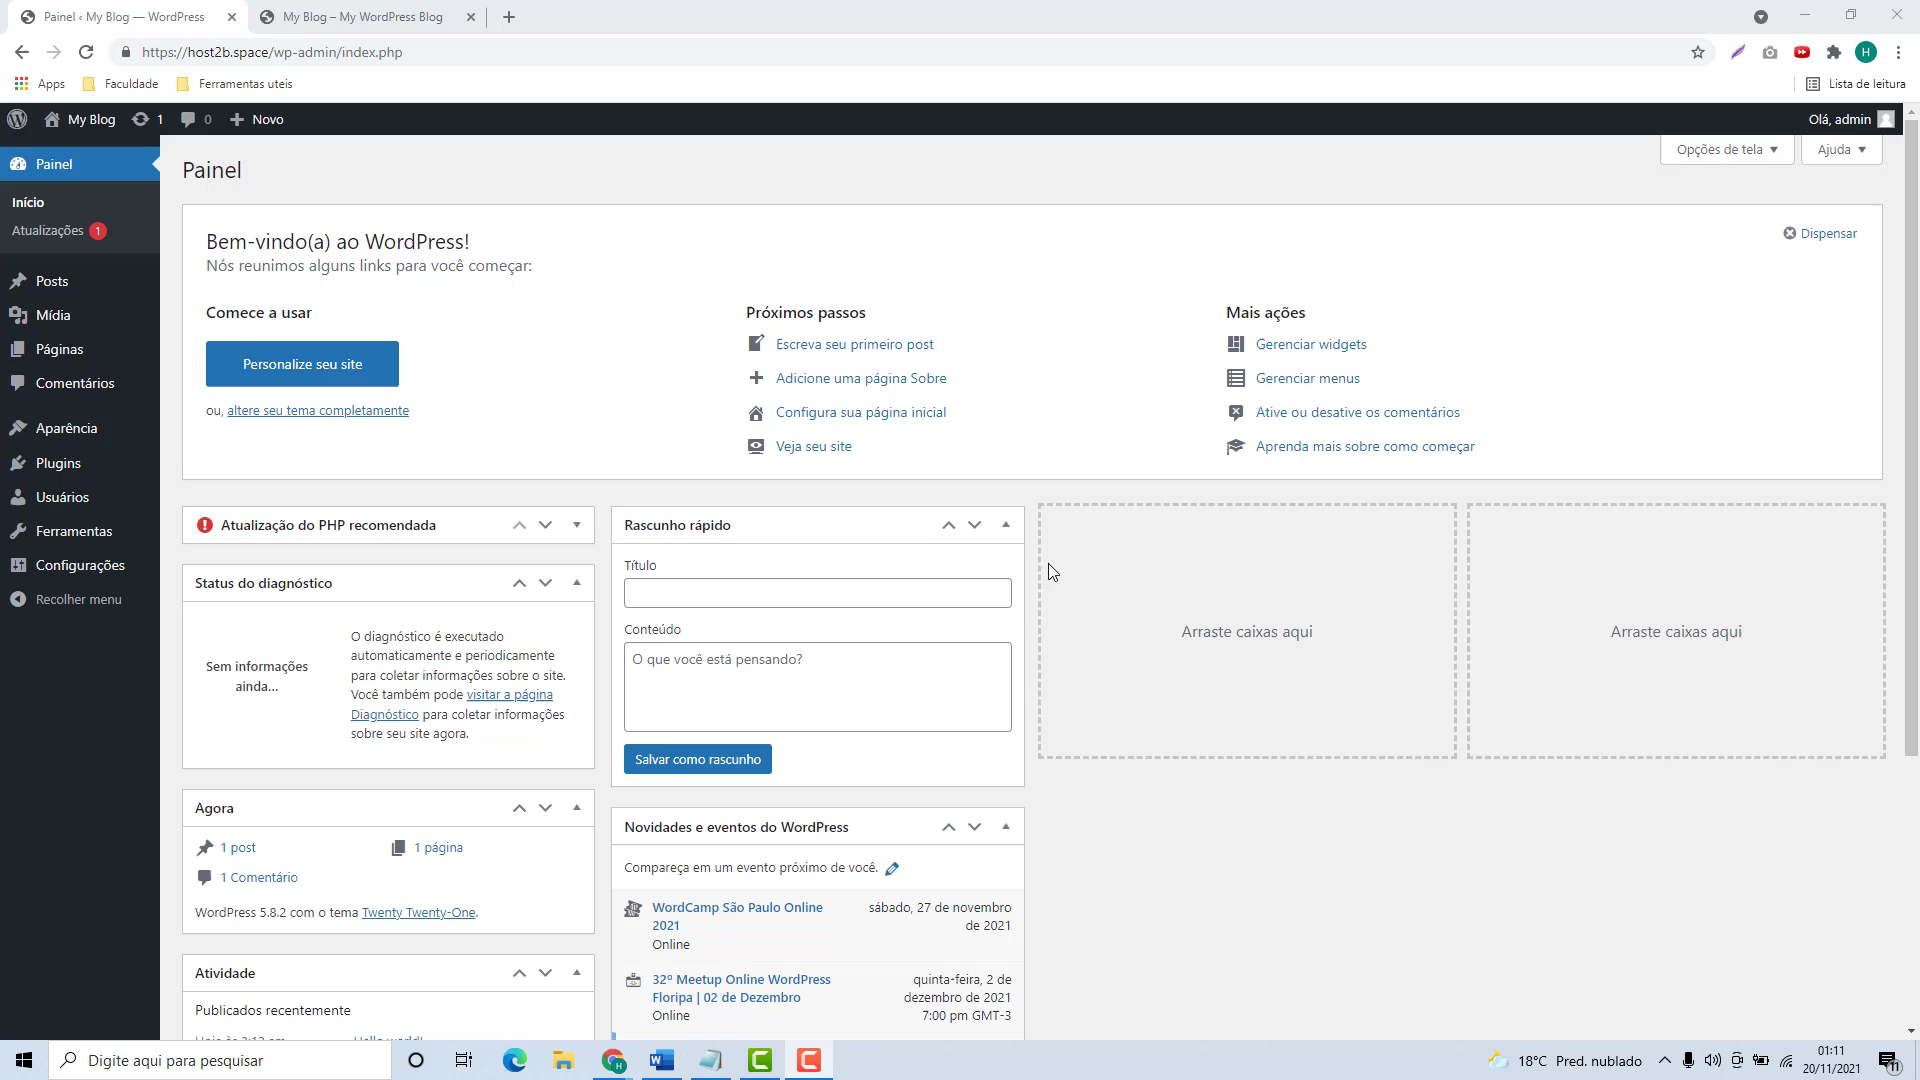 Painel ‹ My Blog — WordPress
My Blog – My WordPress Blog
https://host2b.space/wp-admin/index.php
H
Apps
Faculdade
Ferramentas uteis
Lista de leitura
My Blog
1
0
Novo
Olá, admin
Painel
Início
Atualizações 1
Posts
Mídia
Páginas
Comentários
Aparência
Plugins
Usuários
Ferramentas
Configurações
Recolher menu
Painel
Opções de tela
Ajuda
Bem-vindo(a) ao WordPress!
Nós reunimos alguns links para você começar:
Dispensar
Comece a usar
Personalize seu site
ou, altere seu tema completamente
Próximos passos
Escreva seu primeiro post
Adicione uma página Sobre
Configura sua página inicial
Veja seu site
Mais ações
Gerenciar widgets
Gerenciar menus
Ative ou desative os comentários
Aprenda mais sobre como começar
Atualização do PHP recomendada
Status do diagnóstico
Sem informações
ainda...
O diagnóstico é executado
automaticamente e periodicamente
para coletar informações sobre o site.
Você também pode visitar a página
Diagnóstico para coletar informações
sobre seu site agora.
Agora
1 post
1 página
1 Comentário
WordPress 5.8.2 com o tema Twenty Twenty-One.
Atividade
Publicados recentemente
Rascunho rápido
Título
Conteúdo
O que você está pensando?
Salvar como rascunho
Novidades e eventos do WordPress
Compareça em um evento próximo de você.
WordCamp São Paulo Online
2021
Online
sábado, 27 de novembro
de 2021
32º Meetup Online WordPress
Floripa | 02 de Dezembro
Online
quinta-feira, 2 de
dezembro de 2021
7:00 pm GMT-3
Arraste caixas aqui
Arraste caixas aqui
Digite aqui para pesquisar
18°C Pred. nublado
01:11
20/11/2021
11